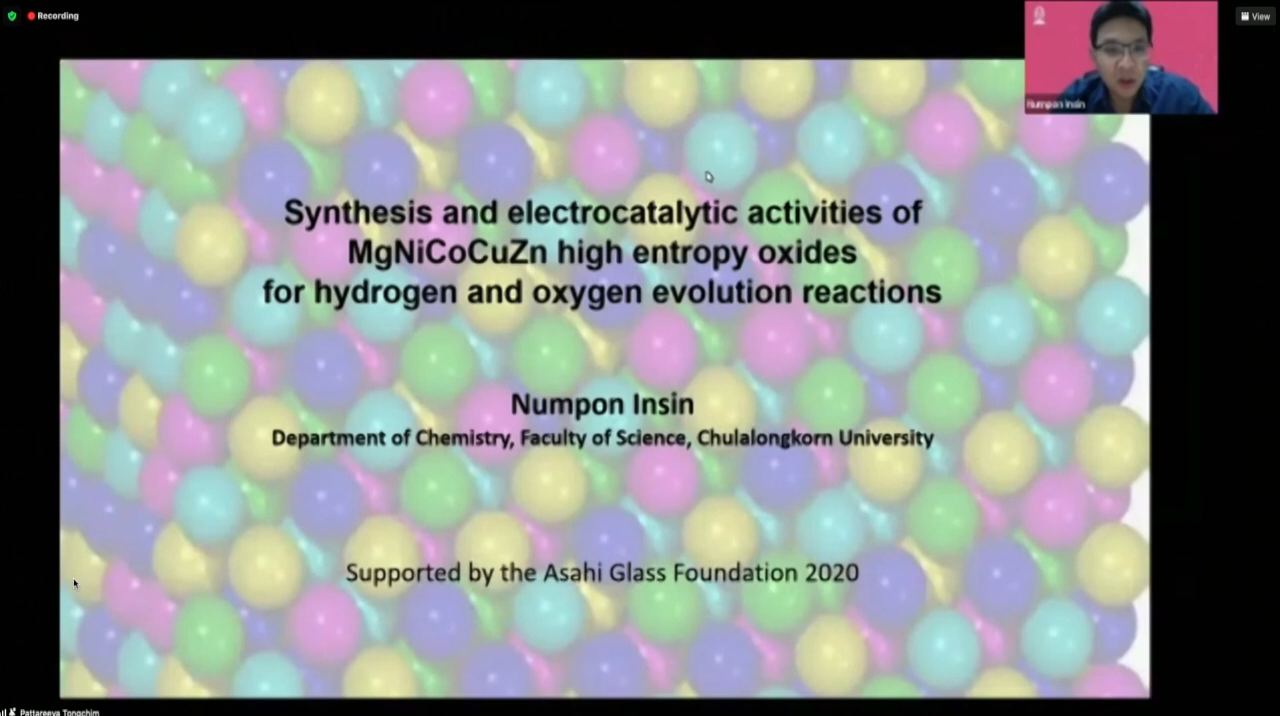 Recording
View
Numpon Insin
Synthesis and electrocatalytic activities of
MgNiCoCuZn high entropy oxides
for hydrogen and oxygen evolution reactions
Numpon Insin
Department of Chemistry, Faculty of Science, Chulalongkorn University
Supported by the Asahi Glass Foundation 2020
Pattareeya Tongchim